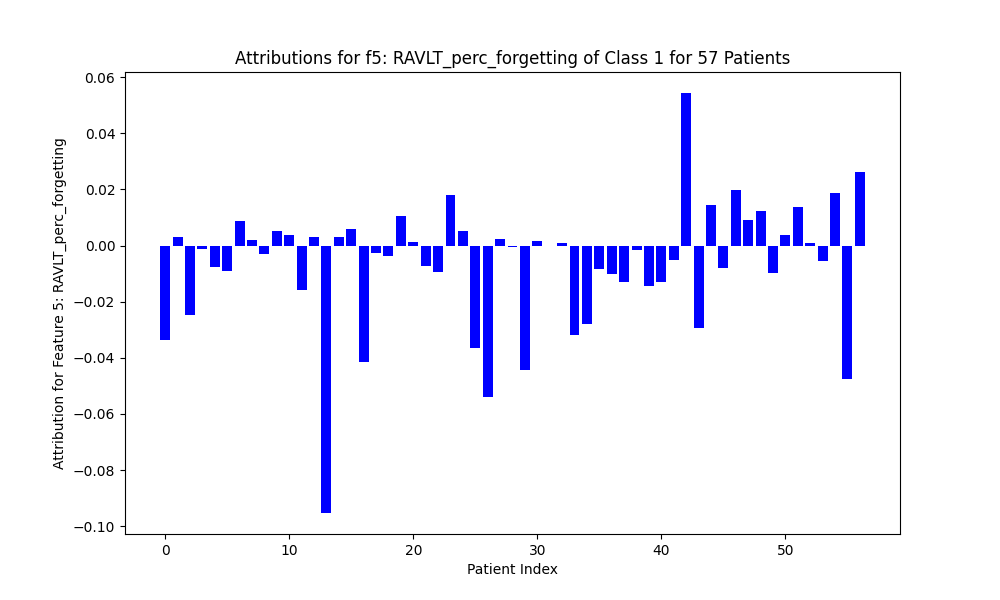 Attributions for f5: RAVLT_perc_forgetting of Class 1 for 57 Patients
Attribution for Feature 5: RAVLT_perc_forgetting
0.06
0.04
0.02
0.00
−0.02
−0.04
−0.06
−0.08
−0.10
0 10 20 30 40 50
Patient Index